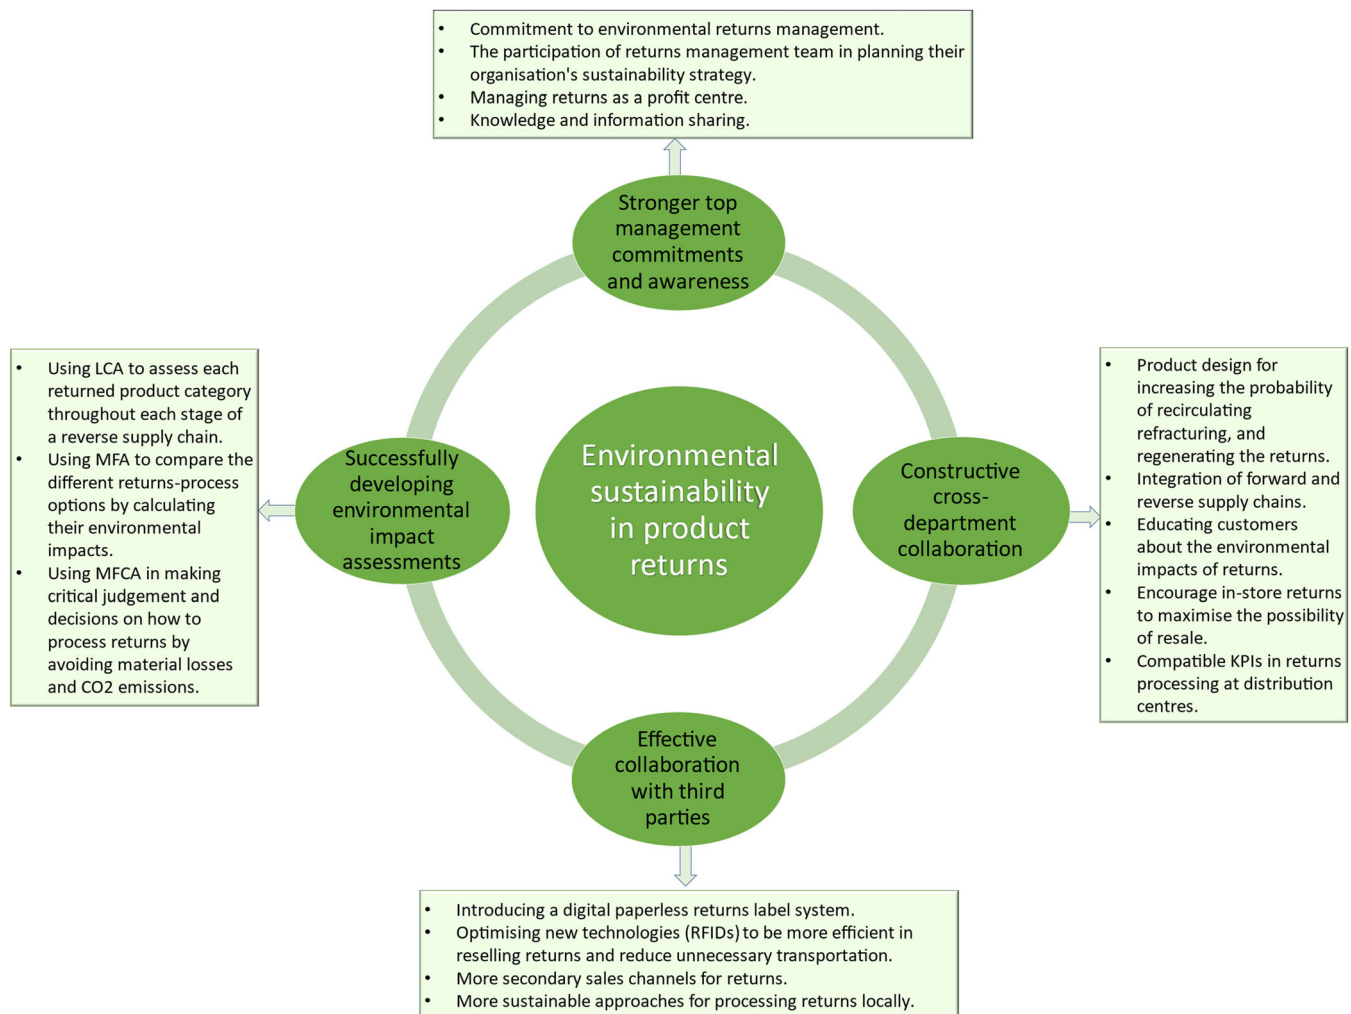 • Commitment to environmental returns management.
• The participation of returns management team in planning their
organisation's sustainability strategy.
• Managing returns as a profit centre.
• Knowledge and information sharing.
Stronger top
management
commitments
and awareness
• Using LCA to assess each
returned product category
throughout each stage of
a reverse supply chain.
• Using MFA to compare the
different returns-process
options by calculating
their environmental
impacts.
• Using MFCA in making
critical judgement and
decisions on how to
process returns by
avoiding material losses
and CO2 emissions.
Successfully
developing
environmental
impact
assessments
Environmental
sustainability
in product
returns
Constructive
cross-
department
collaboration
• Product design for
increasing the probability
of recirculating
refracturing, and
regenerating the returns.
• Integration of forward and
reverse supply chains.
• Educating customers
about the environmental
impacts of returns.
• Encourage in-store returns
to maximise the possibility
of resale.
• Compatible KPIs in returns
processing at distribution
centres.
Effective
collaboration
with third
parties
• Introducing a digital paperless returns label system.
• Optimising new technologies (RFIDs) to be more efficient in
reselling returns and reduce unnecessary transportation.
• More secondary sales channels for returns.
• More sustainable approaches for processing returns locally.